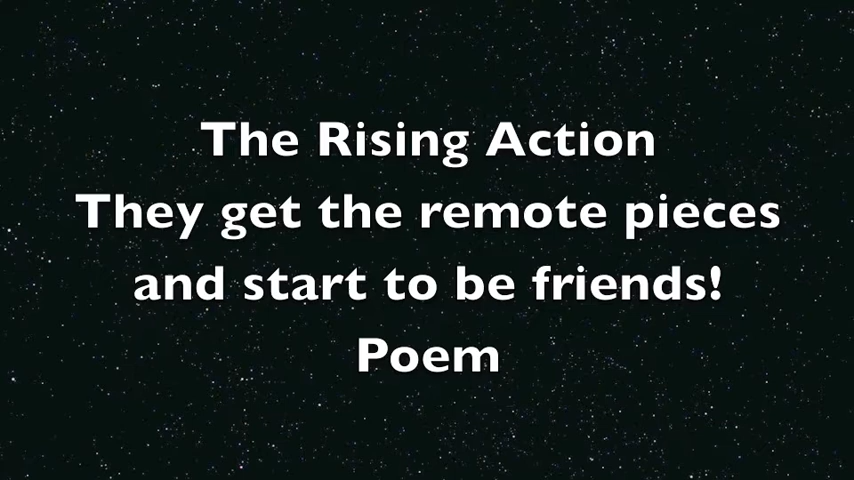 The Rising Action
They get the remote pieces
and start to be friends!
Poem